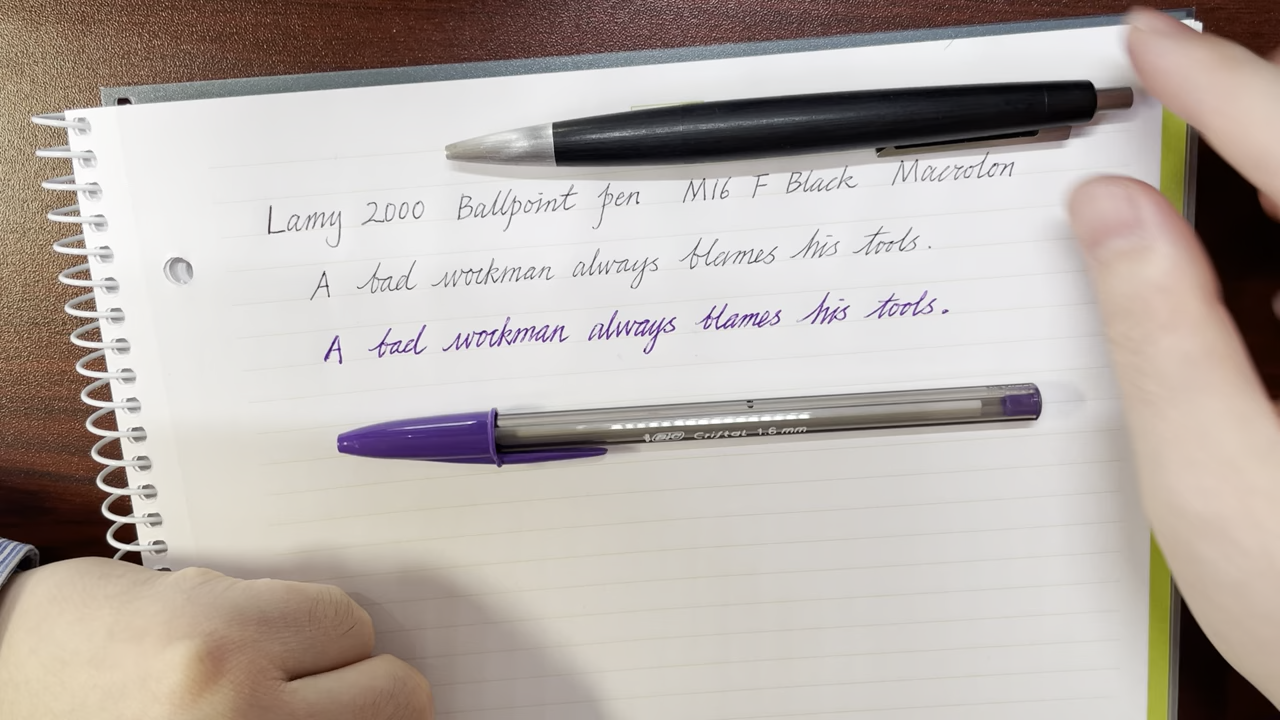 Lamy 2000 Ballpoint pen M16 F Black Macrolon
A bad workman always blames his tools.
A bad workman always blames his tools.
BIC Cristal 1.6 mm